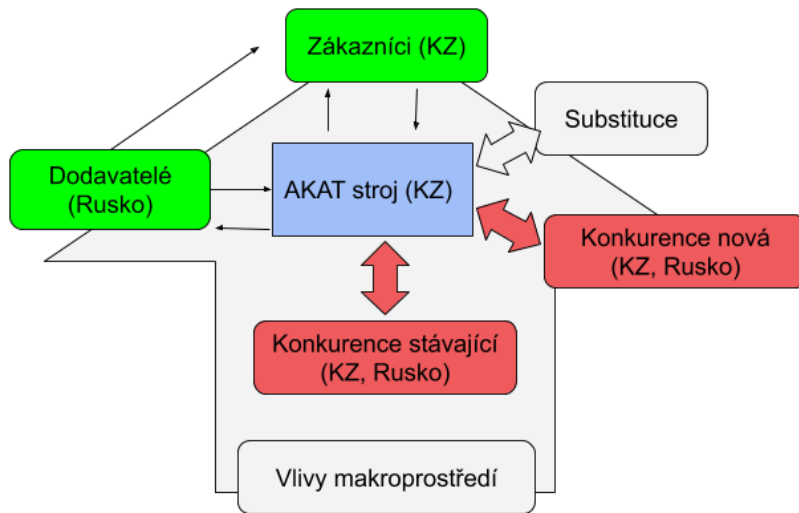 Zákazníci (KZ)
Substituce
Dodavatelé
(Rusko)
AKAT stroj (KZ)
Konkurence nová
(KZ, Rusko)
Konkurence stávající
(KZ, Rusko)
Vlivy makroprostředí